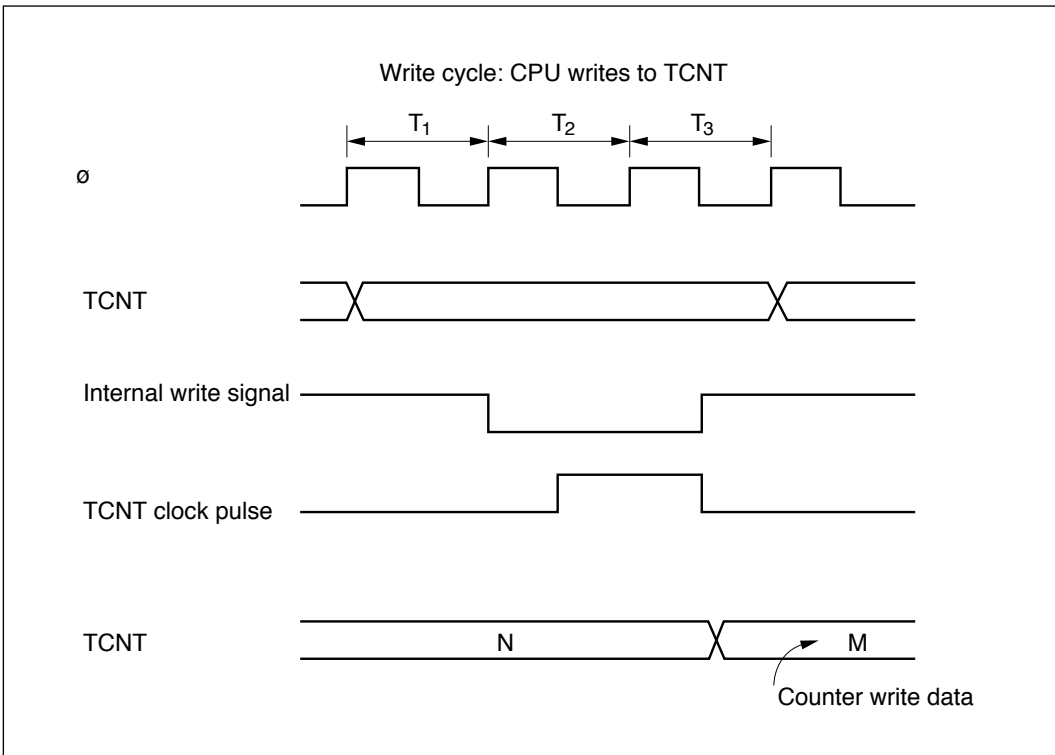 Write cycle: CPU writes to TCNT
T1 T2 T3
ø
TCNT
Internal write signal
TCNT clock pulse
TCNT
N M
Counter write data